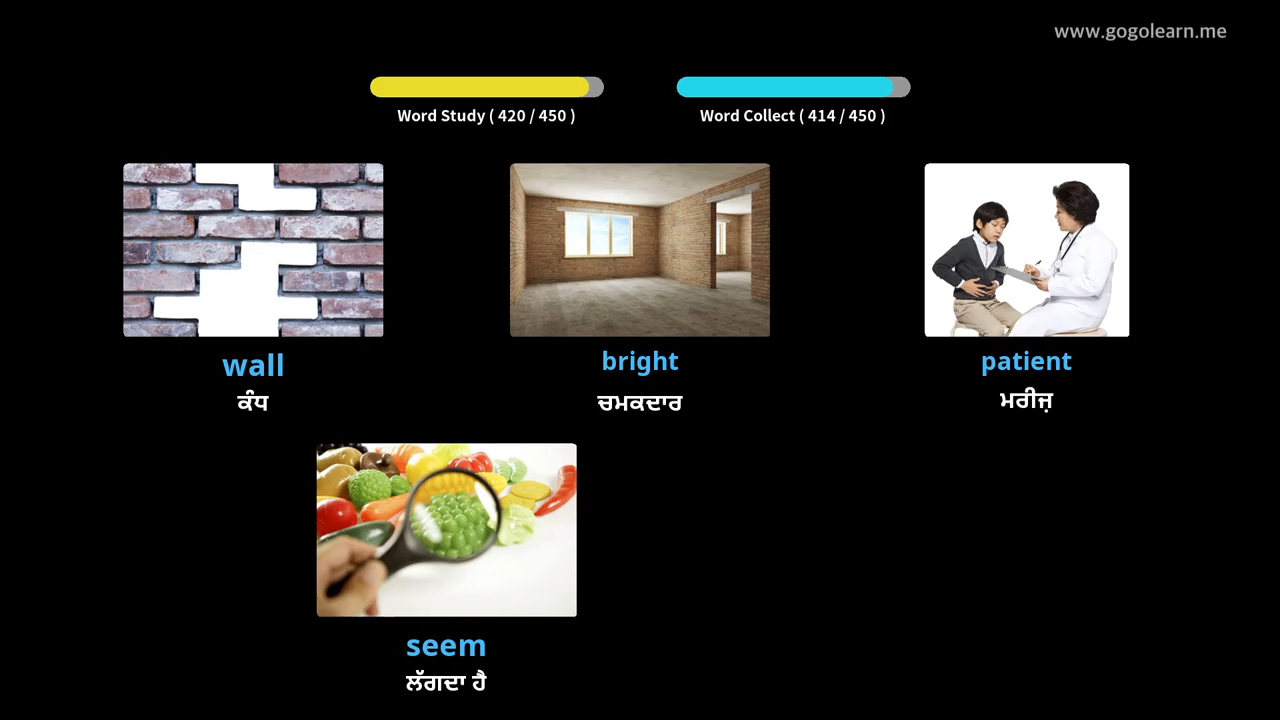 www.gogolearn.me
Word Study ( 420 / 450 )
Word Collect ( 414 / 450 )
wall
ਕੰਧ
bright
ਚਮਕਦਾਰ
patient
ਮਰੀਜ਼
seem
ਲੱਗਦਾ ਹੈ